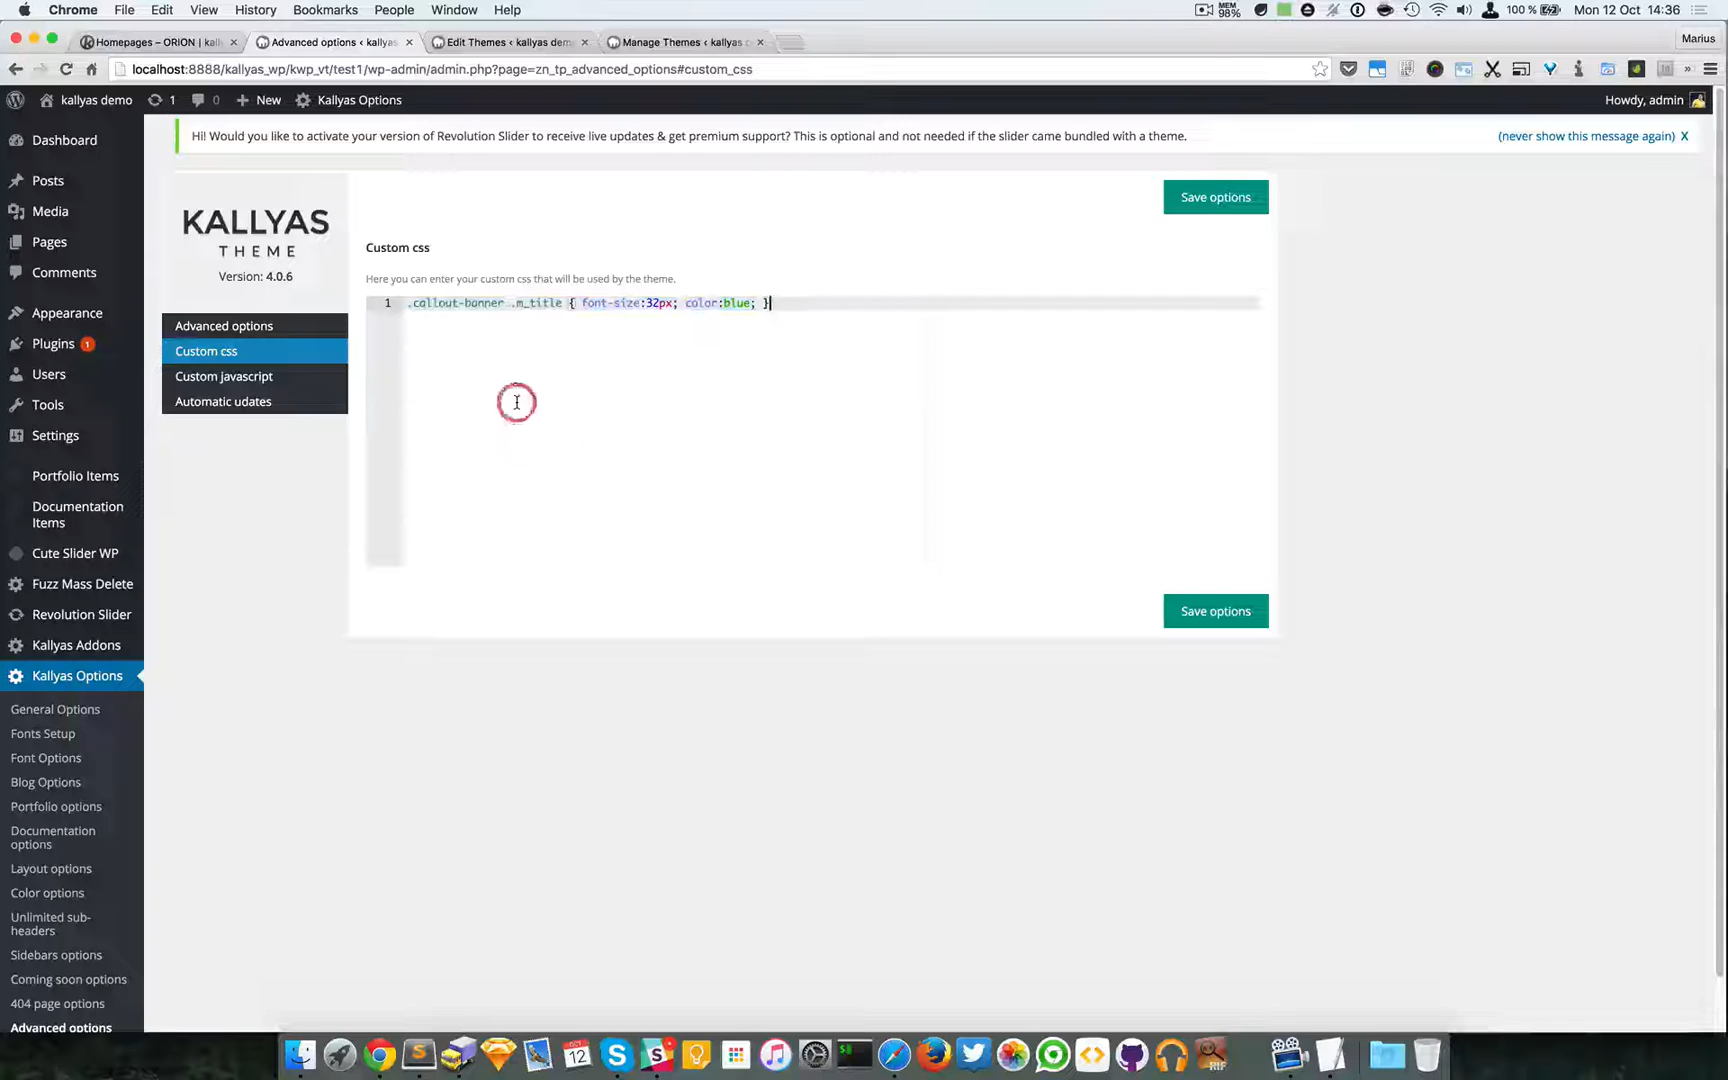 Chrome File Edit View History Bookmarks People Window Help
MEM 98% 100 % Mon 12 Oct 14:36
Homepages – ORION | kall
Advanced options < kallyas
Edit Themes < kallyas dem
Manage Themes < kallyas
Marius
localhost:8888/kallyas_wp/kwp_vt/test1/wp-admin/admin.php?page=zn_tp_advanced_options#custom_css
kallyas demo 1 0 + New Kallyas Options Howdy, admin
Hi! Would you like to activate your version of Revolution Slider to receive live updates & get premium support? This is optional and not needed if the slider came bundled with a theme. (never show this message again) X
Dashboard
Posts
Media
Pages
Comments
Appearance
Plugins 1
Users
Tools
Settings
Portfolio Items
Documentation
Items
Cute Slider WP
Fuzz Mass Delete
Revolution Slider
Kallyas Addons
Kallyas Options
General Options
Fonts Setup
Font Options
Blog Options
Portfolio options
Documentation
options
Layout options
Color options
Unlimited sub-
headers
Sidebars options
Coming soon options
404 page options
Advanced options
KALLYAS
THEME
Version: 4.0.6
Advanced options
Custom css
Custom javascript
Automatic udates
Save options
Custom css
Here you can enter your custom css that will be used by the theme.
1 .callout-banner .m_title { font-size:32px; color:blue; }
Save options
OCT
12